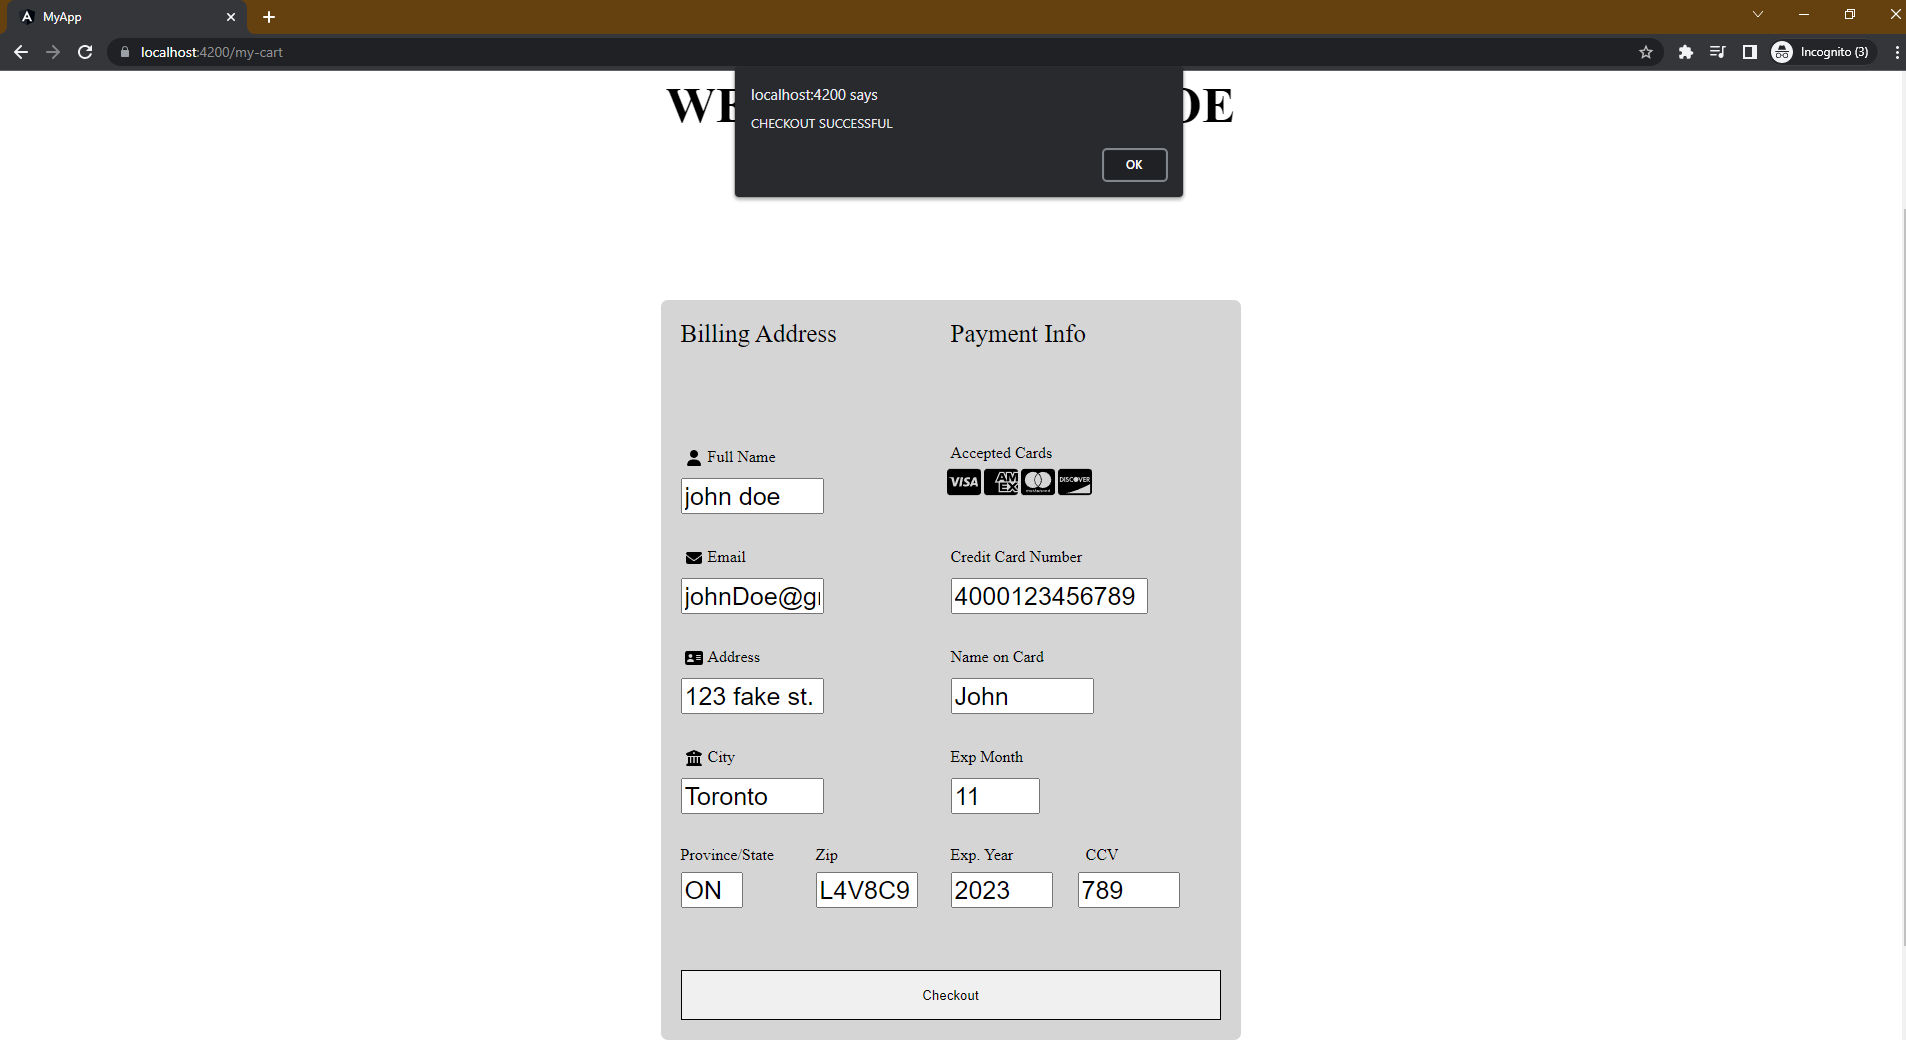 MyApp
localhost:4200/my-cart
Incognito (3)
localhost:4200 says
CHECKOUT SUCCESSFUL
OK
Billing Address
Payment Info
Full Name
Accepted Cards
VISA AM EX mastercard DISCOVER
john doe
Email
Credit Card Number
johnDoe@g
4000123456789
Address
Name on Card
123 fake st.
John
City
Exp Month
Toronto
11
Province/State Zip
Exp. Year CCV
ON L4V8C9
2023 789
Checkout